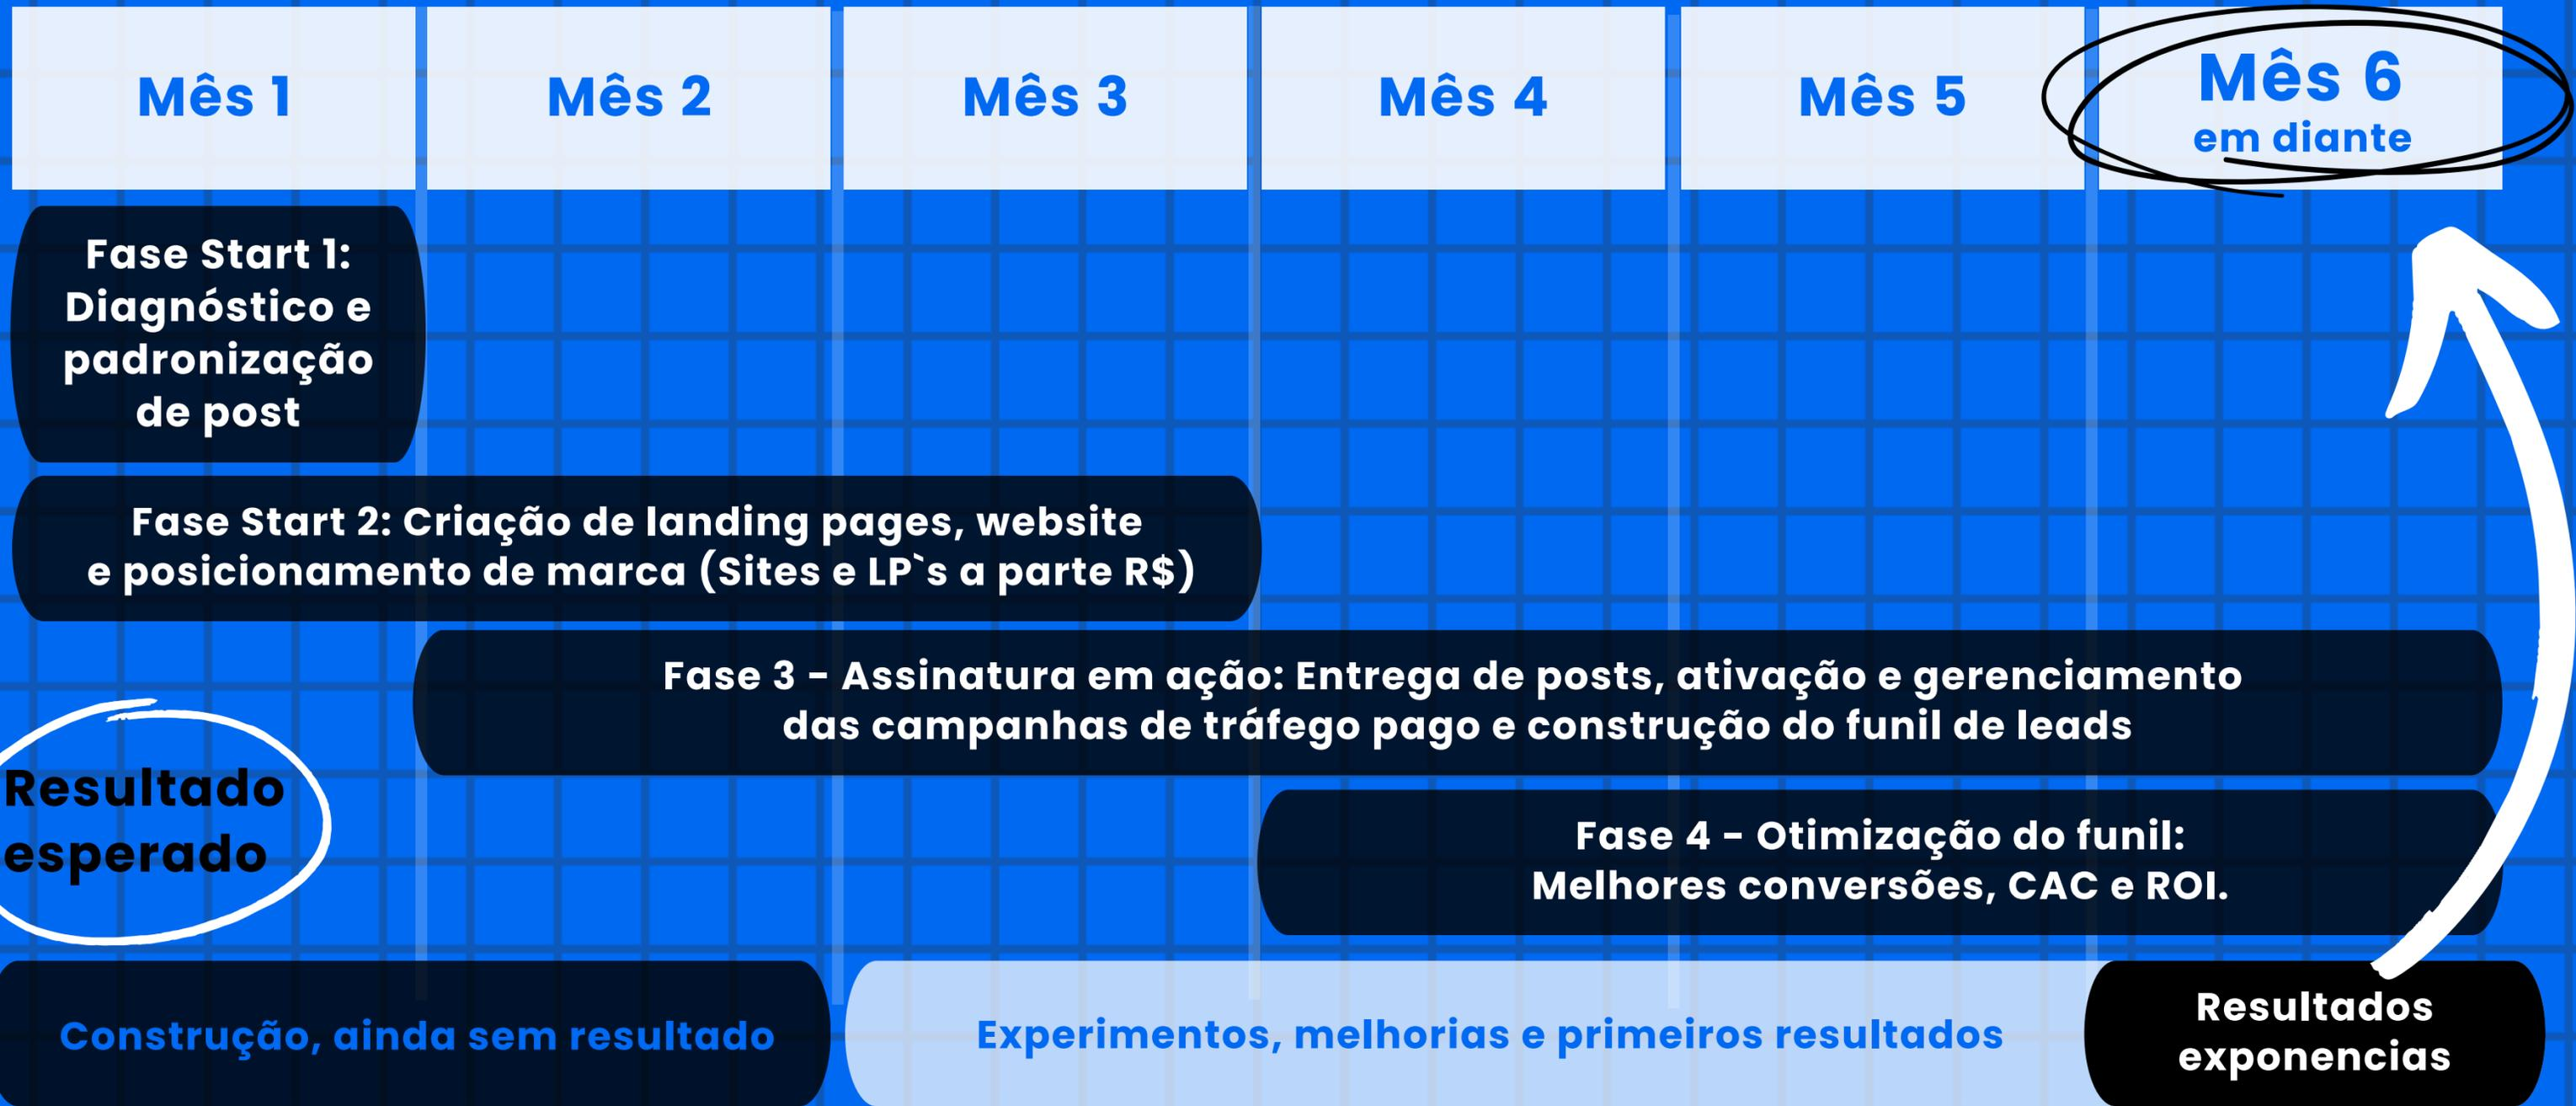 Mês 1
Mês 2
Mês 3
Mês 4
Mês 5
Mês 6
em diante
Fase Start 1:
Diagnóstico e
padronização
de post
Fase Start 2: Criação de landing pages, website
e posicionamento de marca (Sites e LP`s a parte R$)
Fase 3 - Assinatura em ação: Entrega de posts, ativação e gerenciamento
das campanhas de tráfego pago e construção do funil de leads
Fase 4 - Otimização do funil:
Melhores conversões, CAC e ROI.
Resultado
esperado
Construção, ainda sem resultado
Experimentos, melhorias e primeiros resultados
Resultados
exponencias